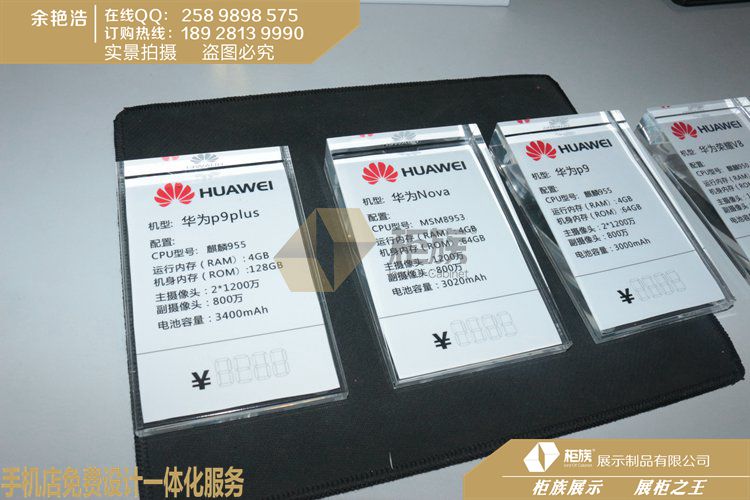 余艳浩
在线QQ: 258 9898 575
订购热线: 189 2813 9990
实景拍摄 盗图必究
HUAWEI
机型: 华为p9plus
配置:
CPU型号: 麒麟955
运行内存（RAM）: 4GB
机身内存（ROM）: 128GB
主摄像头: 2*1200万
副摄像头: 800万
电池容量: 3400mAh
¥
HUAWEI
机型: 华为Nova
配置:
CPU型号: MSM8953
运行内存（RAM）: 4GB
机身内存（ROM）: 64GB
主摄像头: 1200万
副摄像头: 800万
电池容量: 3020mAh
¥
HUAWEI
机型: 华为p9
配置:
CPU型号: 麒麟955
运行内存（RAM）: 4GB
机身内存（ROM）: 64GB
主摄像头: 2*1200万
副摄像头: 800万
电池容量: 3000mAh
¥
HUAWEI
机型: 华为荣耀V8
配置:
柜族
Cabinet
手机店免费设计一体化服务
柜族 展示制品有限公司
柜族展示 展柜之王